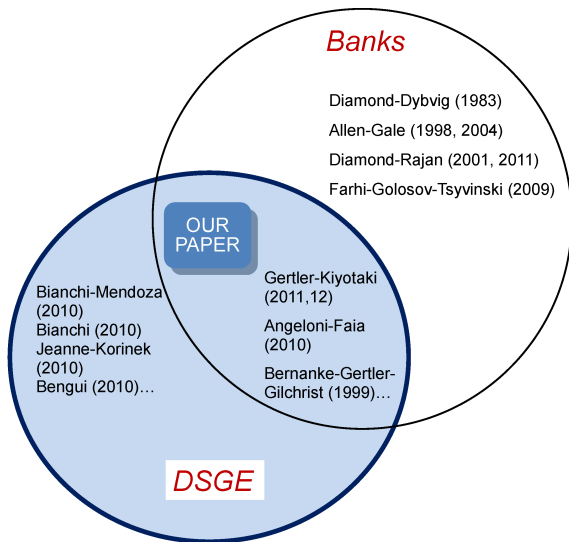 Banks
Diamond-Dybvig (1983)
Allen-Gale (1998, 2004)
Diamond-Rajan (2001, 2011)
Farhi-Golosov-Tsyvinski (2009)
OUR
PAPER
Gertler-Kiyotaki
(2011,12)
Angeloni-Faia
(2010)
Bernanke-Gertler-
Gilchrist (1999)…
Bianchi-Mendoza
(2010)
Bianchi (2010)
Jeanne-Korinek
(2010)
Bengui (2010)…
DSGE